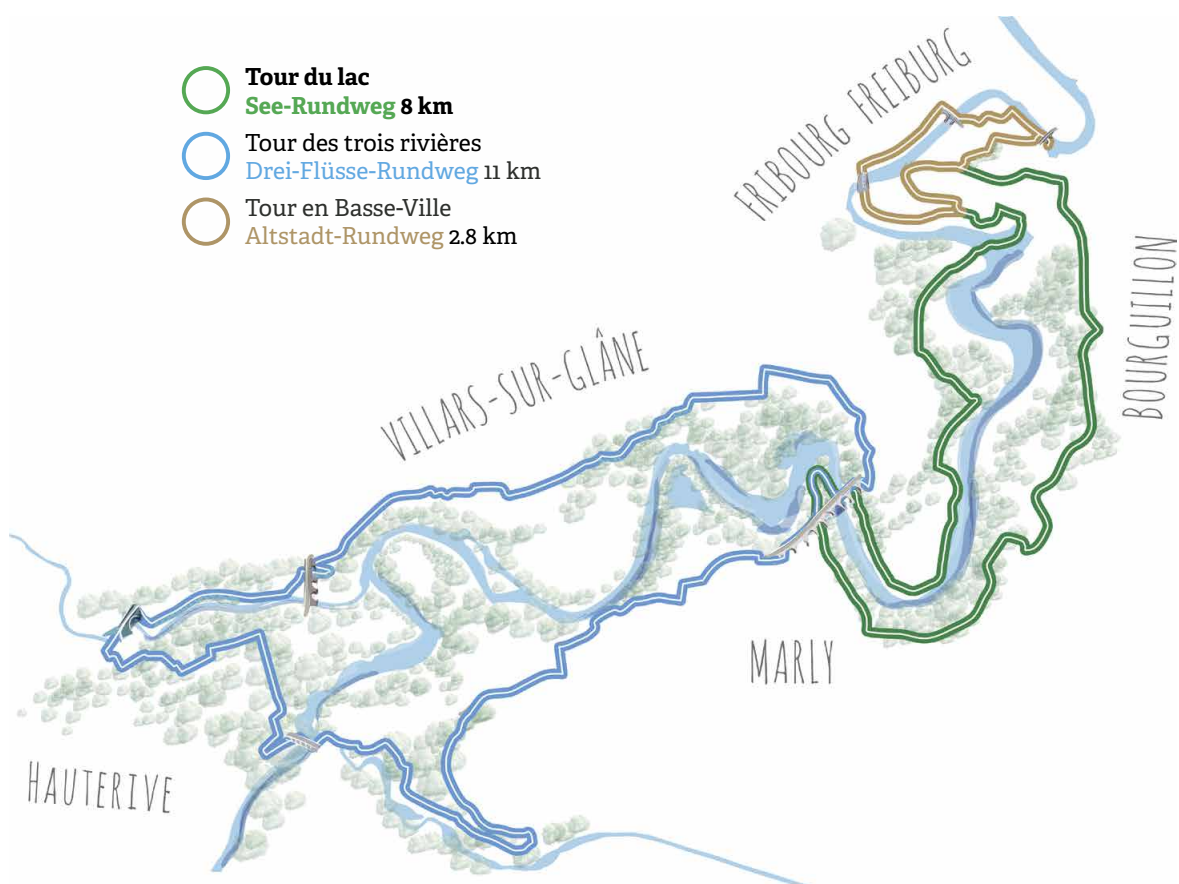 Tour du lac
See-Rundweg 8 km
Tour des trois rivières
Drei-Flüsse-Rundweg 11 km
Tour en Basse-Ville
Altstadt-Rundweg 2.8 km
FRIBOURG FREIBURG
BOURGUILLON
VILLARS-SUR-GLÂNE
MARLY
HAUTERIVE